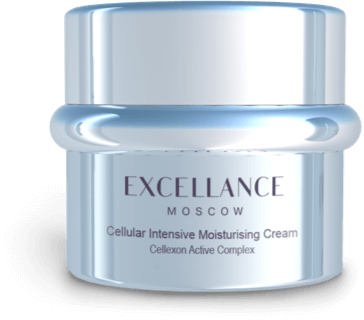 EXCELLANCE
MOSCOW
Cellular Intensive Moisturising Cream
Cellexon Active Complex